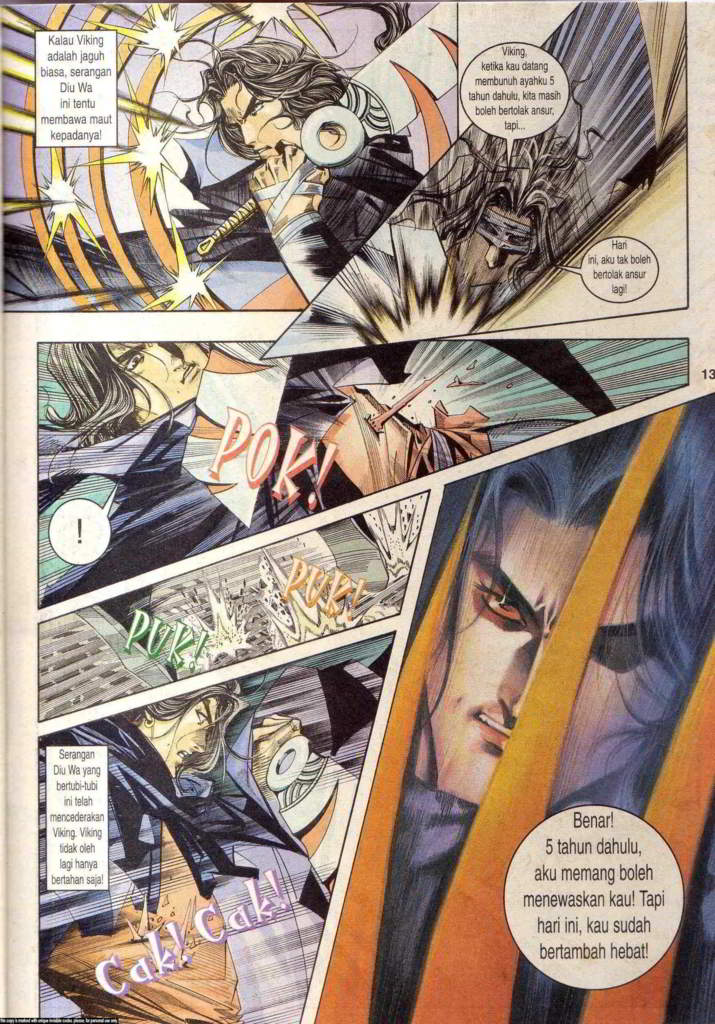 Kalau Viking
adalah jaguh
biasa, serangan
Diu Wa
ini tentu
membawa maut
kepadanya!
Viking,
ketika kau datang
membunuh ayahku 5
tahun dahulu, kita masih
boleh bertolak ansur,
tapi...
Hari
ini, aku tak boleh
bertolak ansur
lagi!
13
POK!
!
PUK!
PUK!
Serangan
Diu Wa yang
bertubi-tubi
ini telah
mencederakan
Viking. Viking
tidak oleh
lagi hanya
bertahan saja!
Cak! Cak!
Benar!
5 tahun dahulu,
aku memang boleh
menewaskan kau! Tapi
hari ini, kau sudah
bertambah hebat!